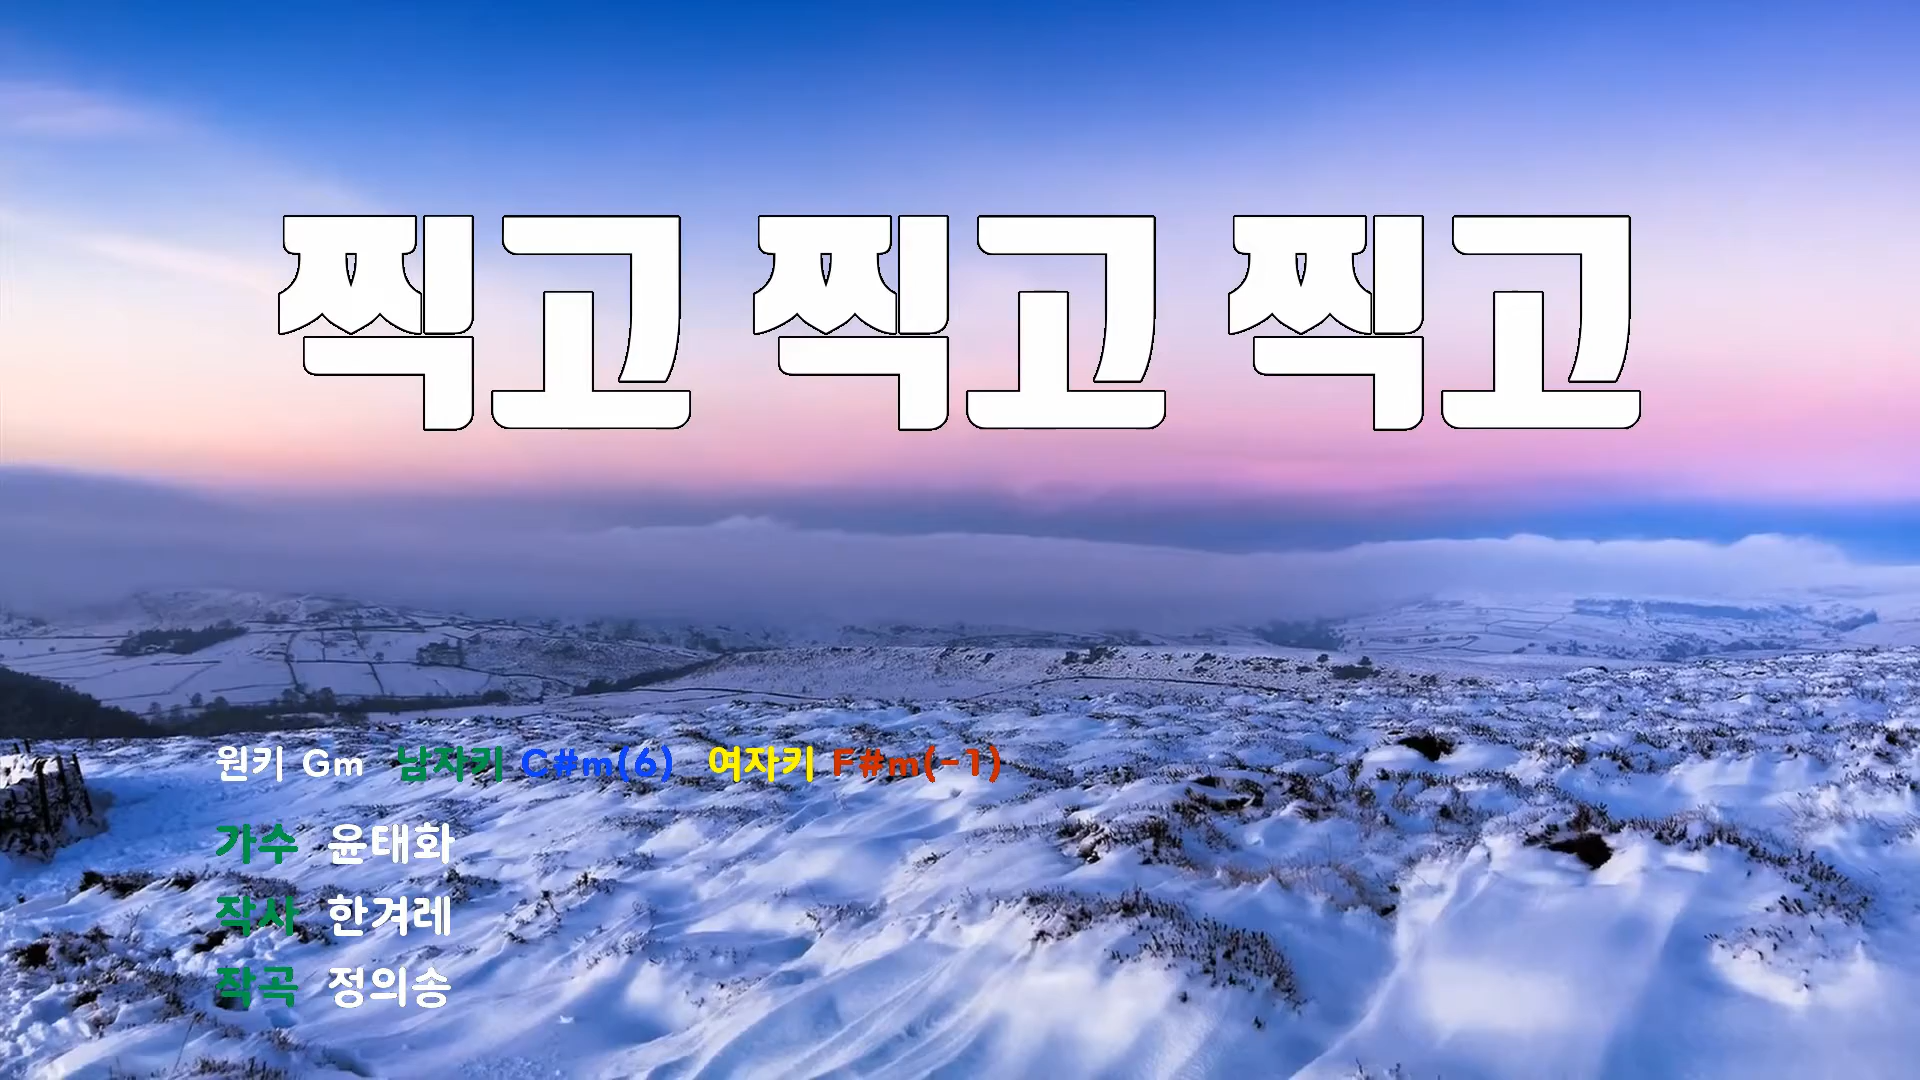 찍고 찍고 찍고
원키 Gm 남자키 C#m(6) 여자키 F#m(-1)
가수 윤태화
작사 한겨레
작곡 정의송